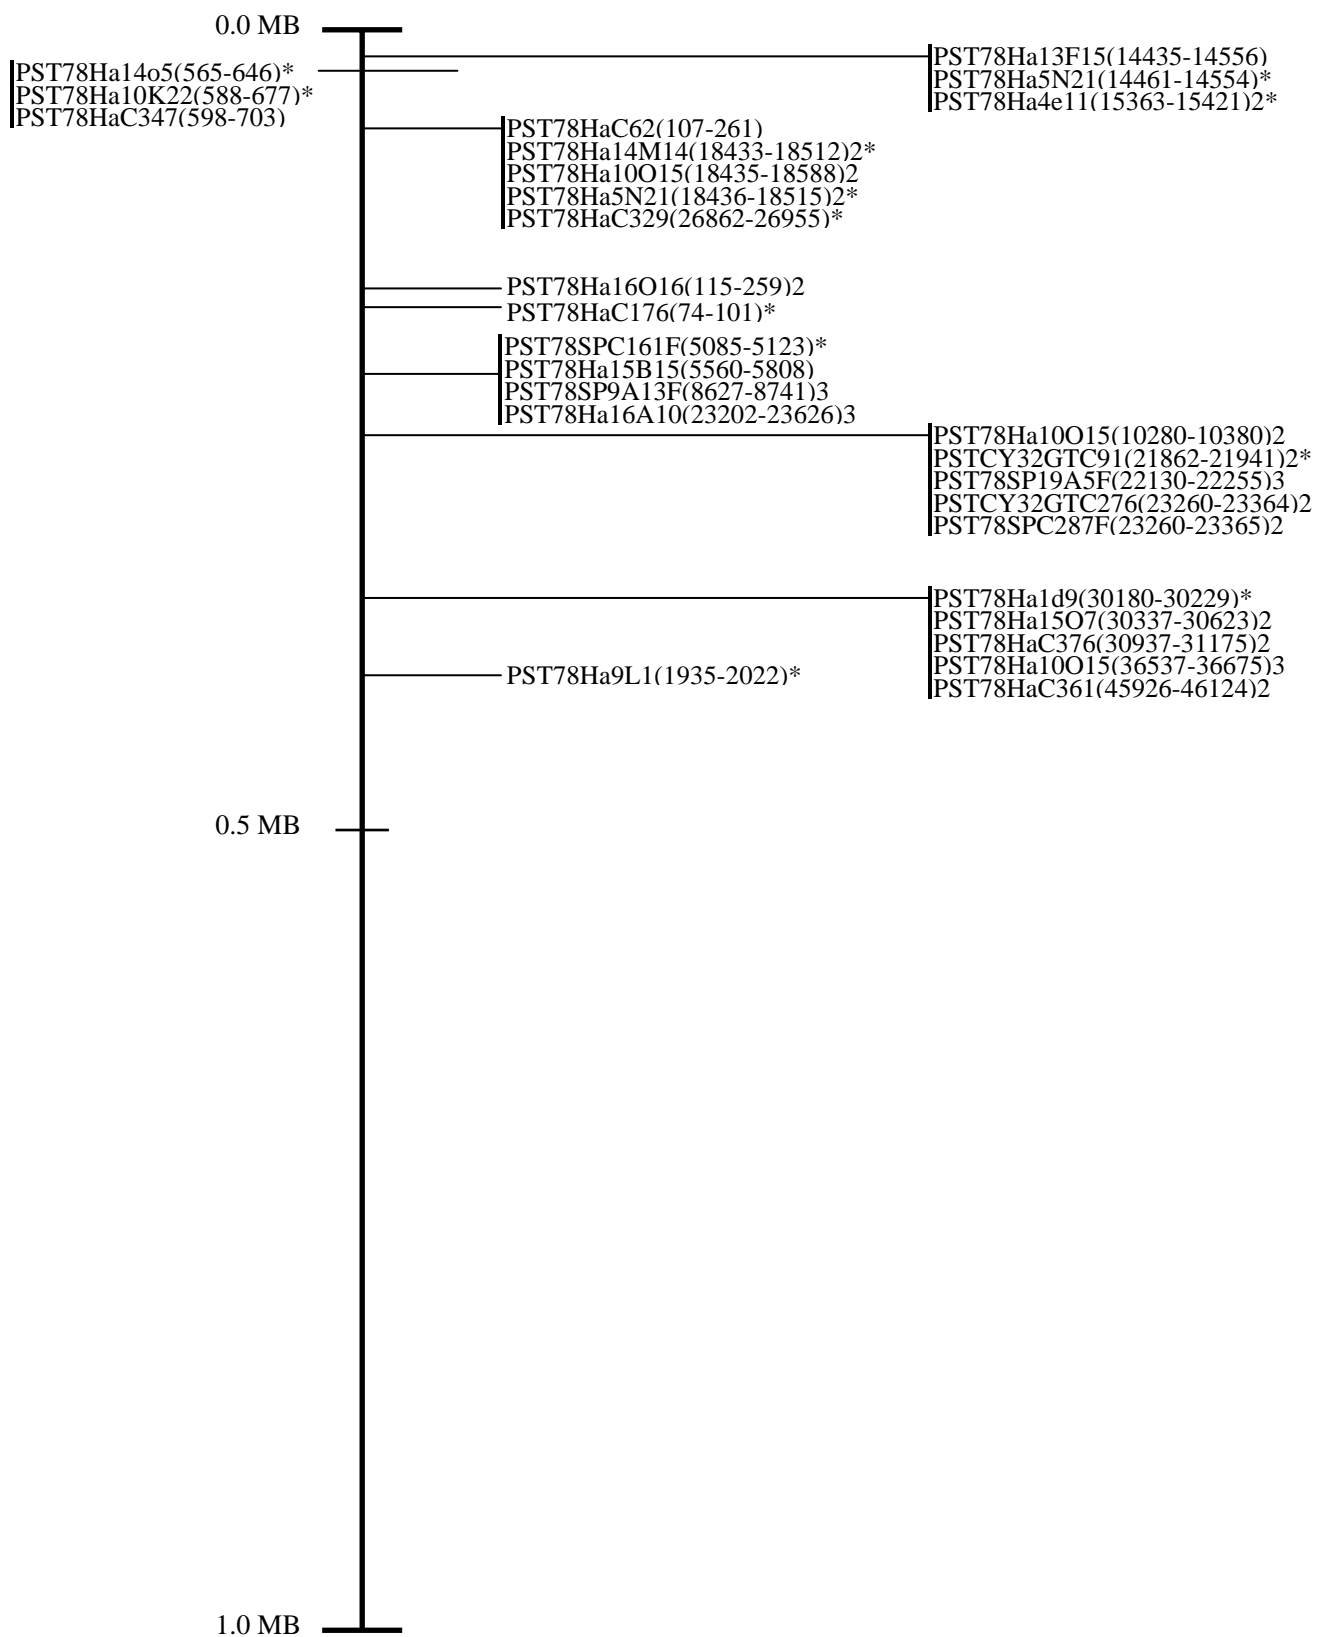 0.0 MB
PST78Ha14o5(565-646)*
PST78Ha10K22(588-677)*
PST78HaC347(598-703)
PST78Ha13F15(14435-14556)
PST78Ha5N21(14461-14554)*
PST78Ha4e11(15363-15421)2*
PST78HaC62(107-261)
PST78Ha14M14(18433-18512)2*
PST78Ha10O15(18435-18588)2
PST78Ha5N21(18436-18515)2*
PST78HaC329(26862-26955)*
PST78Ha16O16(115-259)2
PST78HaC176(74-101)*
PST78SPC161F(5085-5123)*
PST78Ha15B15(5560-5808)
PST78SP9A13F(8627-8741)3
PST78Ha16A10(23202-23626)3
PST78Ha10O15(10280-10380)2
PSTCY32GTC91(21862-21941)2*
PST78SP19A5F(22130-22255)3
PSTCY32GTC276(23260-23364)2
PST78SPC287F(23260-23365)2
PST78Ha1d9(30180-30229)*
PST78Ha15O7(30337-30623)2
PST78HaC376(30937-31175)2
PST78Ha10O15(36537-36675)3
PST78HaC361(45926-46124)2
PST78Ha9L1(1935-2022)*
0.5 MB
1.0 MB